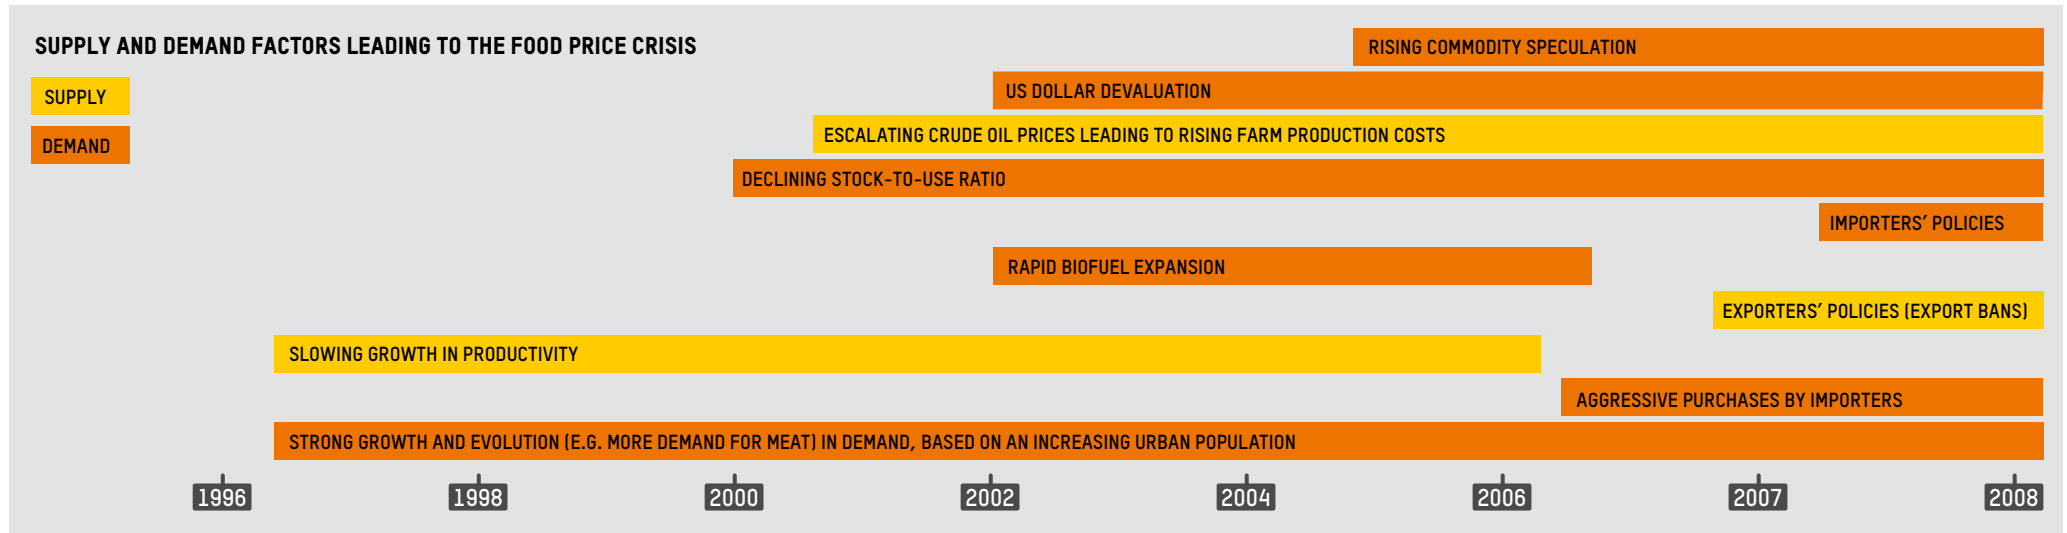 SUPPLY AND DEMAND FACTORS LEADING TO THE FOOD PRICE CRISIS
SUPPLY
DEMAND
RISING COMMODITY SPECULATION
US DOLLAR DEVALUATION
ESCALATING CRUDE OIL PRICES LEADING TO RISING FARM PRODUCTION COSTS
DECLINING STOCK-TO-USE RATIO
IMPORTERS’ POLICIES
RAPID BIOFUEL EXPANSION
EXPORTERS’ POLICIES (EXPORT BANS)
SLOWING GROWTH IN PRODUCTIVITY
AGGRESSIVE PURCHASES BY IMPORTERS
STRONG GROWTH AND EVOLUTION (E.G. MORE DEMAND FOR MEAT) IN DEMAND, BASED ON AN INCREASING URBAN POPULATION
1996 1998 2000 2002 2004 2006 2007 2008